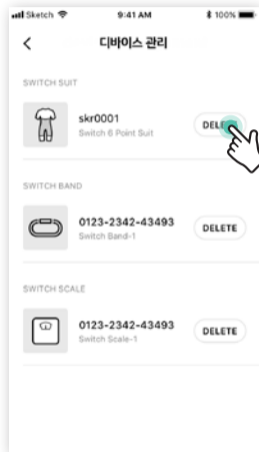 Sketch 9:41 AM 100%
디바이스 관리
SWITCH SUIT
skr0001
Switch 6 Point Suit
SWITCH BAND
0123-2342-43493
Switch Band-1
DELETE
SWITCH SCALE
0123-2342-43493
Switch Scale-1
DELETE